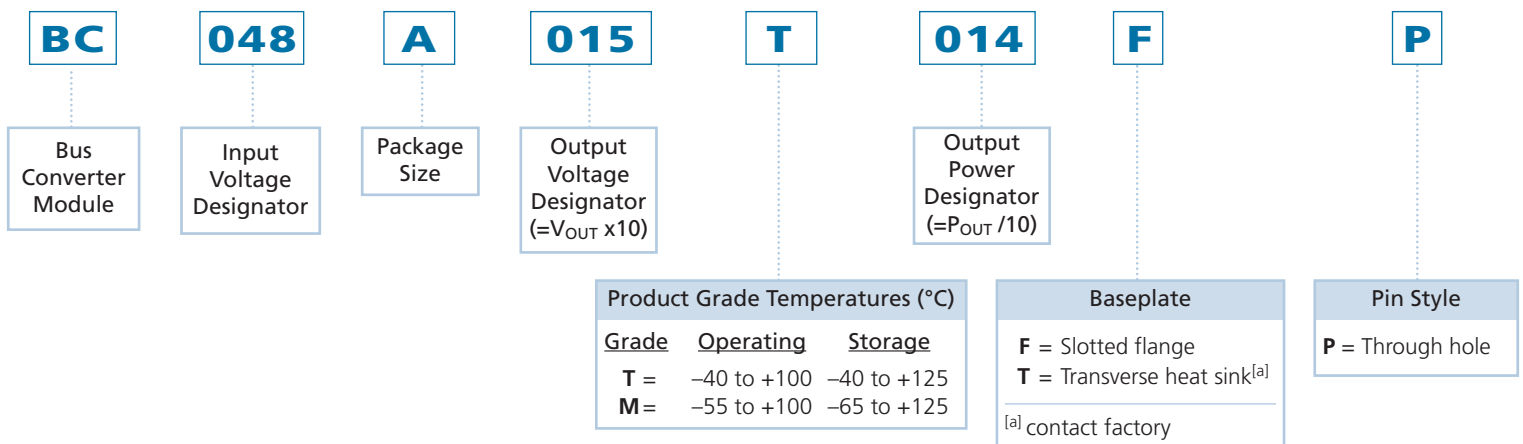 BC 048 A 015 T 014 F P
Bus
Converter
Module
Input
Voltage
Designator
Package
Size
Output
Voltage
Designator
(=VOUT x10)
Output
Power
Designator
(=POUT /10)
Product Grade Temperatures (°C)
Grade Operating Storage
T = –40 to +100 –40 to +125
M = –55 to +100 –65 to +125
Baseplate
F = Slotted flange
T = Transverse heat sink[a]
[a] contact factory
Pin Style
P = Through hole